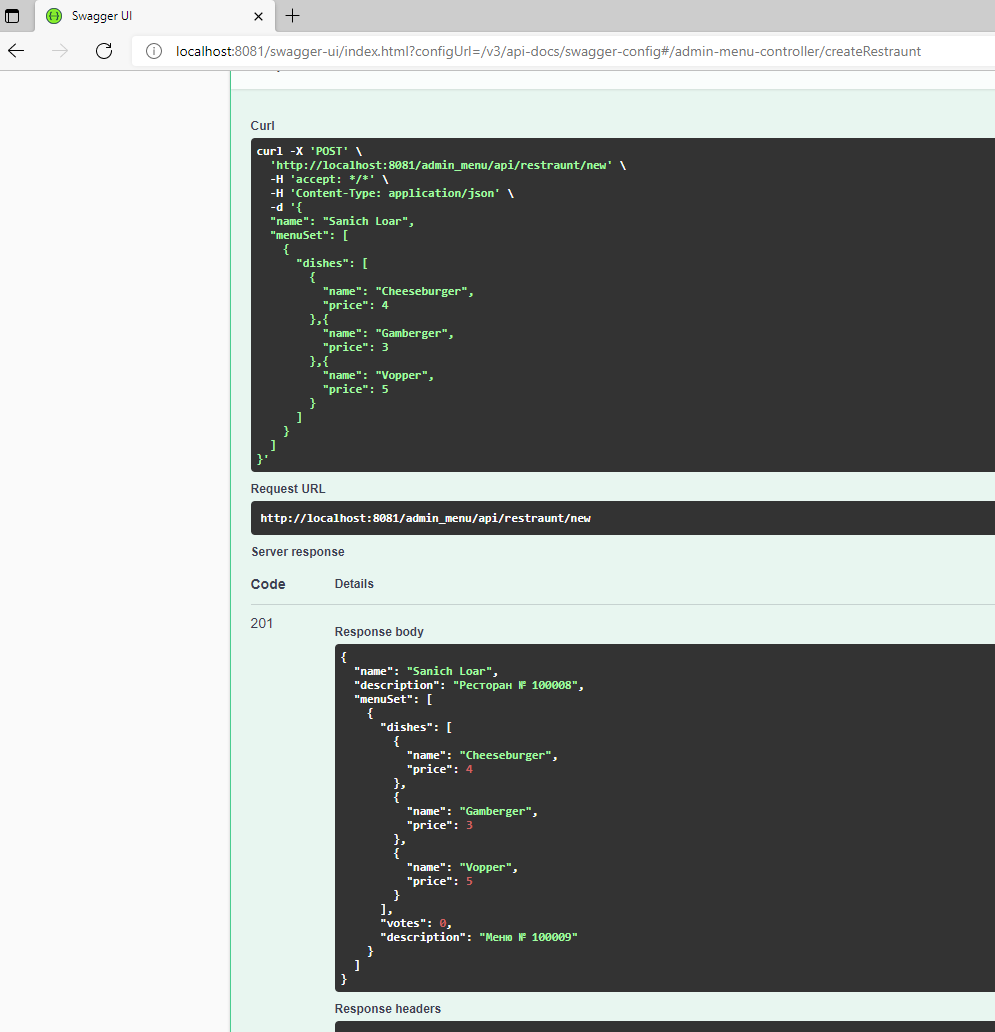 Swagger UI
localhost:8081/swagger-ui/index.html?configUrl=/v3/api-docs/swagger-config#/admin-menu-controller/createRestraunt
Curl
curl -X 'POST' \
  'http://localhost:8081/admin_menu/api/restraunt/new' \
  -H 'accept: */*' \
  -H 'Content-Type: application/json' \
  -d '{
  "name": "Sanich Loar",
  "menuSet": [
    {
      "dishes": [
        {
          "name": "Cheeseburger",
          "price": 4
        },{
          "name": "Gamberger",
          "price": 3
        },{
          "name": "Vopper",
          "price": 5
        }
      ]
    }
  ]
}'
Request URL
http://localhost:8081/admin_menu/api/restraunt/new
Server response
Code Details
201
Response body
{
  "name": "Sanich Loar",
  "description": "Ресторан № 100008",
  "menuSet": [
    {
      "dishes": [
        {
          "name": "Cheeseburger",
          "price": 4
        },
        {
          "name": "Gamberger",
          "price": 3
        },
        {
          "name": "Vopper",
          "price": 5
        }
      ],
      "votes": 0,
      "description": "Меню № 100009"
    }
  ]
}
Response headers